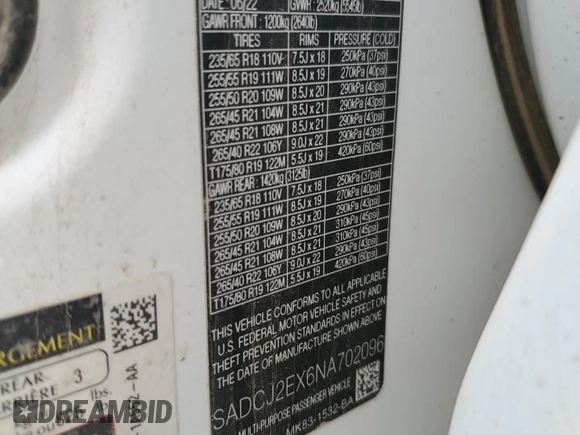 DATE: 06/22 GVWR: 2520kg (5545lb)
GAWR FRONT: 1200kg (2640lb)
TIRES RIMS PRESSURE (COLD)
235/65 R18 110V 7.5J x 18 250kPa (37psi)
255/55 R19 111W 8.5J x 19 270kPa (40psi)
255/50 R20 109W 8.5J x 20 290kPa (43psi)
265/45 R21 104W 8.5J x 21 290kPa (43psi)
265/45 R21 108W 8.5J x 21 290kPa (43psi)
265/40 R22 106Y 9.0J x 22 290kPa (43psi)
T175/80 R19 122M 5.5J x 19 420kPa (60psi)
GAWR REAR: 1420kg (3125lb)
235/65 R18 110V 7.5J x 18 250kPa (37psi)
255/55 R19 111W 8.5J x 19 270kPa (40psi)
255/50 R20 109W 8.5J x 20 290kPa (43psi)
265/45 R21 104W 8.5J x 21 310kPa (45psi)
265/45 R21 108W 8.5J x 21 310kPa (45psi)
265/40 R22 106Y 9.0J x 22 290kPa (43psi)
T175/80 R19 122M 5.5J x 19 420kPa (60psi)
THIS VEHICLE CONFORMS TO ALL APPLICABLE
U.S. FEDERAL MOTOR VEHICLE SAFETY AND
THEFT PREVENTION STANDARDS IN EFFECT ON
THE DATE OF MANUFACTURE SHOWN ABOVE
SADCJ2EX6NA702096
MULTI-PURPOSE PASSENGER VEHICLE
MK83-1532-BA
RGEMENT
REAR 3
lbs.
DREAMBID